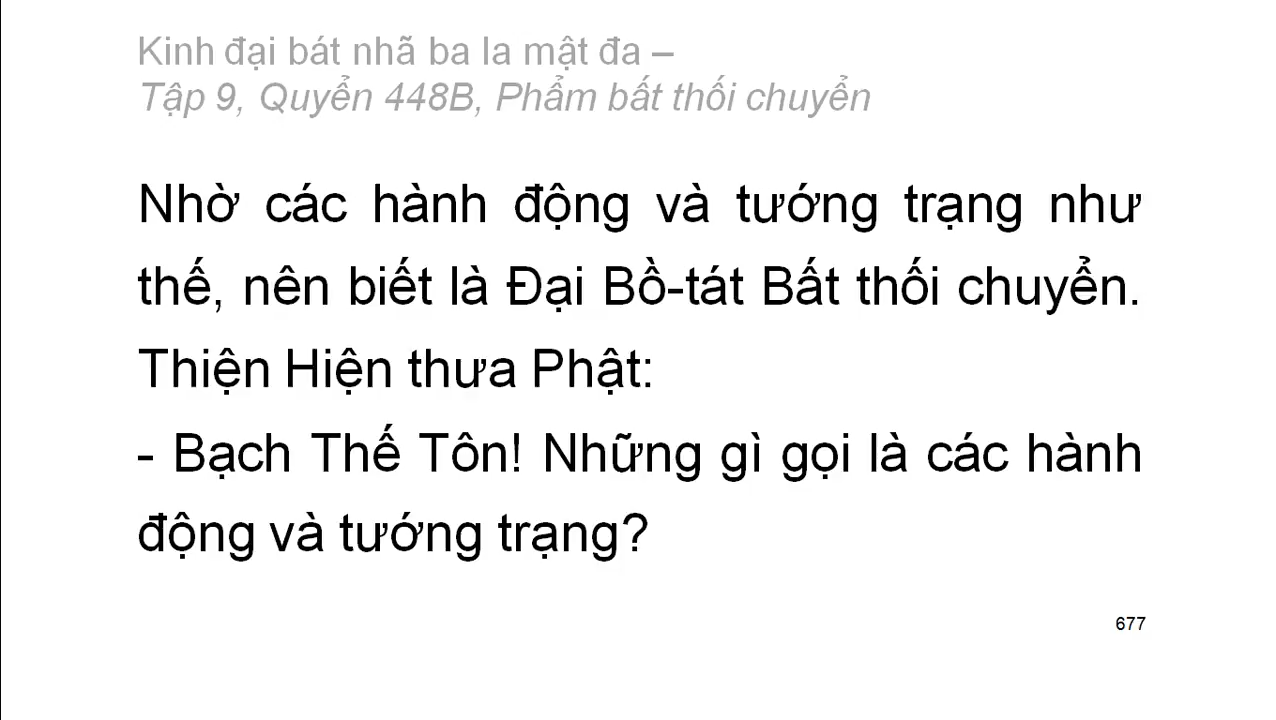 Kinh đại bát nhã ba la mật đa –
Tập 9, Quyển 448B, Phẩm bất thối chuyển
Nhờ các hành động và tướng trạng như
thế, nên biết là Đại Bồ-tát Bất thối chuyển.
Thiện Hiện thưa Phật:
- Bạch Thế Tôn! Những gì gọi là các hành
động và tướng trạng?
677